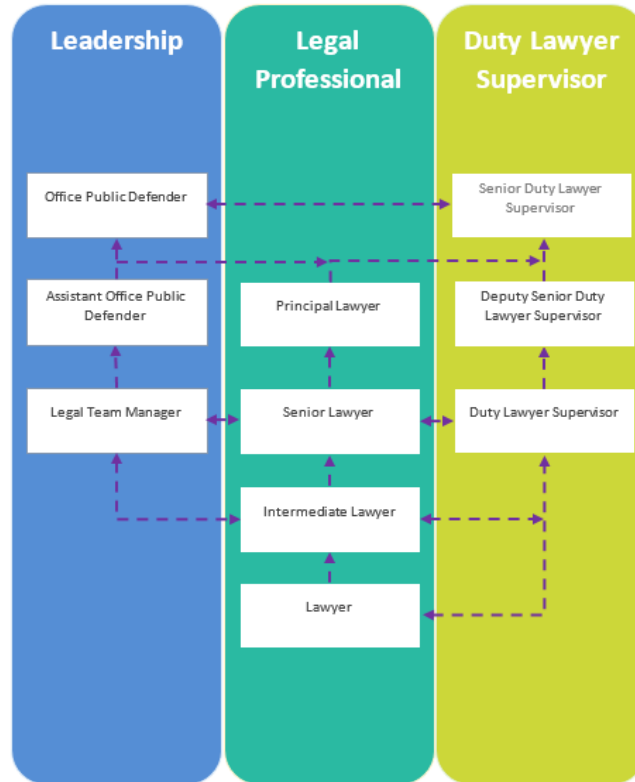 Leadership
Legal
Professional
Duty Lawyer
Supervisor
Office Public Defender
Senior Duty Lawyer
Supervisor
Assistant Office Public
Defender
Principal Lawyer
Deputy Senior Duty
Lawyer Supervisor
Legal Team Manager
Senior Lawyer
Duty Lawyer Supervisor
Intermediate Lawyer
Lawyer